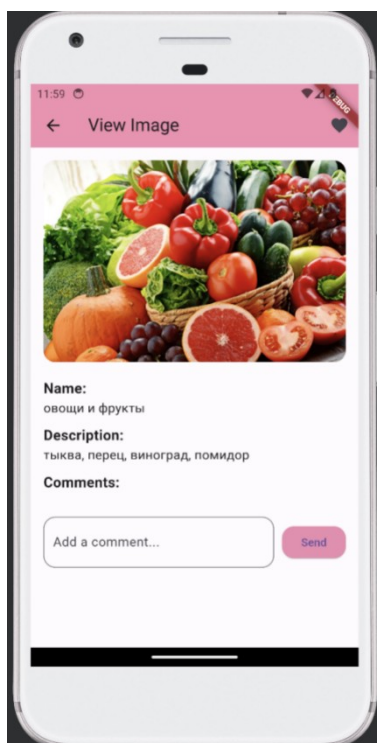 11:59
DEBUG
View Image
Name:
овощи и фрукты
Description:
тыква, перец, виноград, помидор
Comments:
Add a comment...
Send